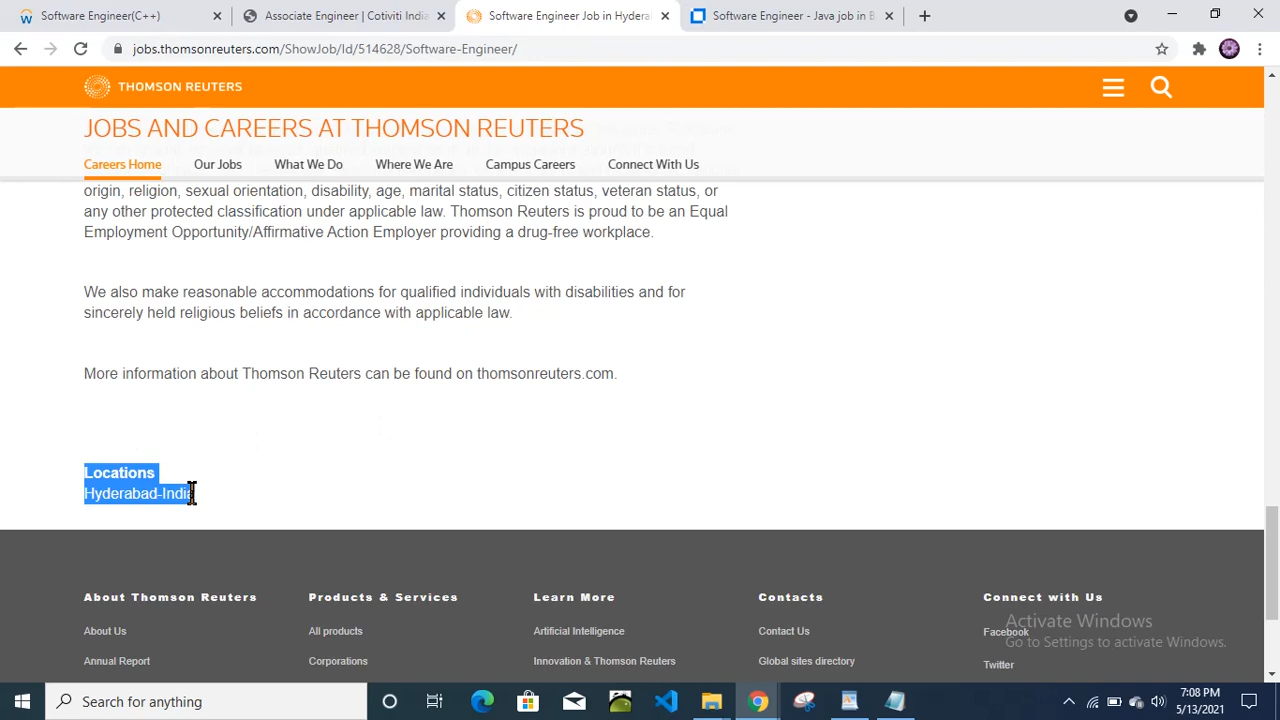 Software Engineer(C++)
Associate Engineer | Cotiviti India
Software Engineer Job in Hydera
Software Engineer - Java job in B
jobs.thomsonreuters.com/ShowJob/Id/514628/Software-Engineer/
THOMSON REUTERS
JOBS AND CAREERS AT THOMSON REUTERS
Careers Home
Our Jobs
What We Do
Where We Are
Campus Careers
Connect With Us
origin, religion, sexual orientation, disability, age, marital status, citizen status, veteran status, or
any other protected classification under applicable law. Thomson Reuters is proud to be an Equal
Employment Opportunity/Affirmative Action Employer providing a drug-free workplace.
We also make reasonable accommodations for qualified individuals with disabilities and for
sincerely held religious beliefs in accordance with applicable law.
More information about Thomson Reuters can be found on thomsonreuters.com.
Locations
Hyderabad-India
About Thomson Reuters
Products & Services
Learn More
Contacts
Connect with Us
About Us
All products
Artificial Intelligence
Contact Us
Facebook
Annual Report
Corporations
Innovation & Thomson Reuters
Global sites directory
Twitter
Activate Windows
Go to Settings to activate Windows.
Search for anything
7:08 PM
5/13/2021